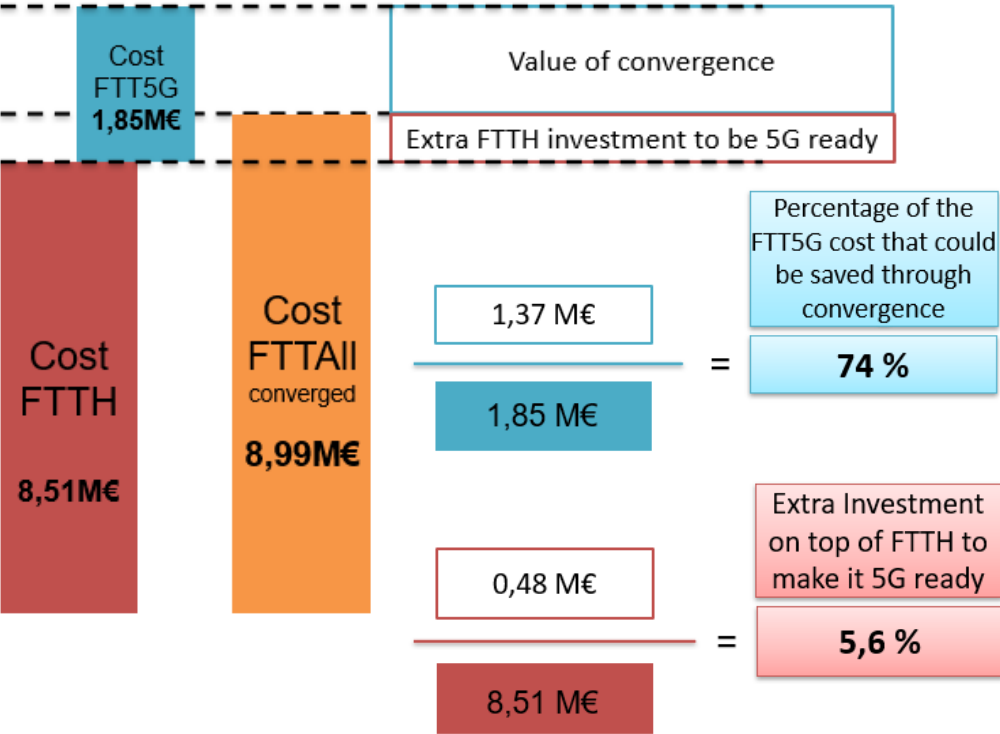 Cost
FTT5G
1,85M€
Value of convergence
Extra FTTH investment to be 5G ready
Cost
FTTH
8,51M€
Cost
FTTAll
converged
8,99M€
1,37 M€
1,85 M€
=
Percentage of the
FTT5G cost that could
be saved through
convergence
74 %
0,48 M€
8,51 M€
=
Extra Investment
on top of FTTH to
make it 5G ready
5,6 %